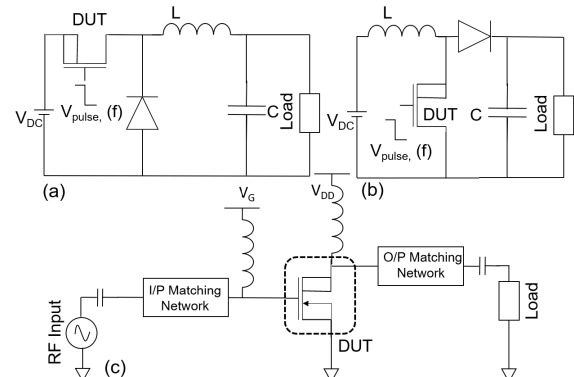 DUT
L
V_DC
V_pulse, (f)
C
Load
(a)
L
V_DC
V_pulse, (f)
DUT
C
Load
(b)
V_G
V_DD
I/P Matching
Network
O/P Matching
Network
RF Input
DUT
Load
(c)